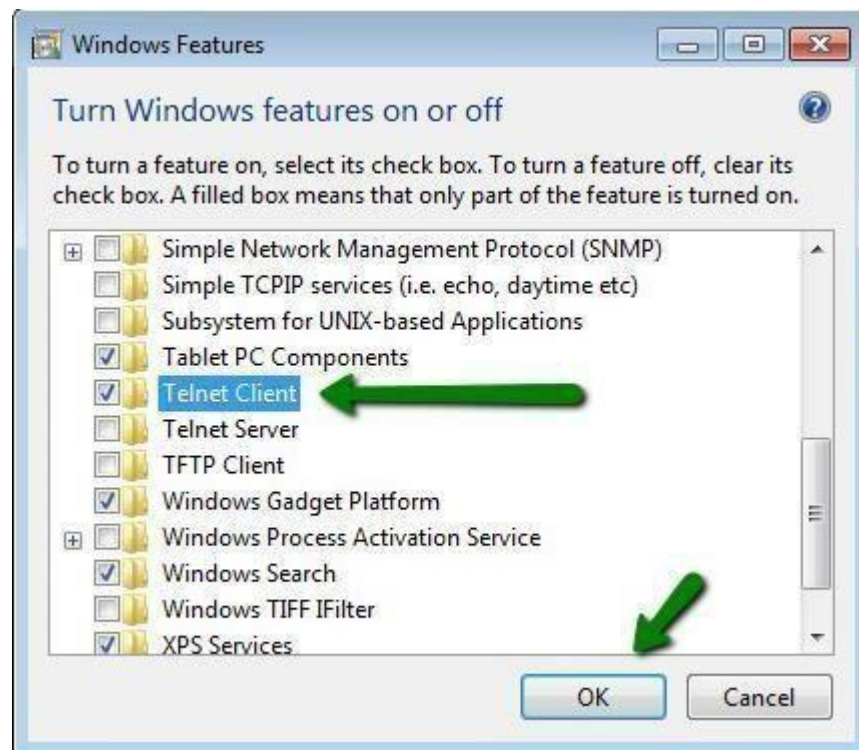 Windows Features
Turn Windows features on or off
To turn a feature on, select its check box. To turn a feature off, clear its
check box. A filled box means that only part of the feature is turned on.
Simple Network Management Protocol (SNMP)
Simple TCPIP services (i.e. echo, daytime etc)
Subsystem for UNIX-based Applications
Tablet PC Components
Telnet Client
Telnet Server
TFTP Client
Windows Gadget Platform
Windows Process Activation Service
Windows Search
Windows TIFF IFilter
XPS Services
OK Cancel